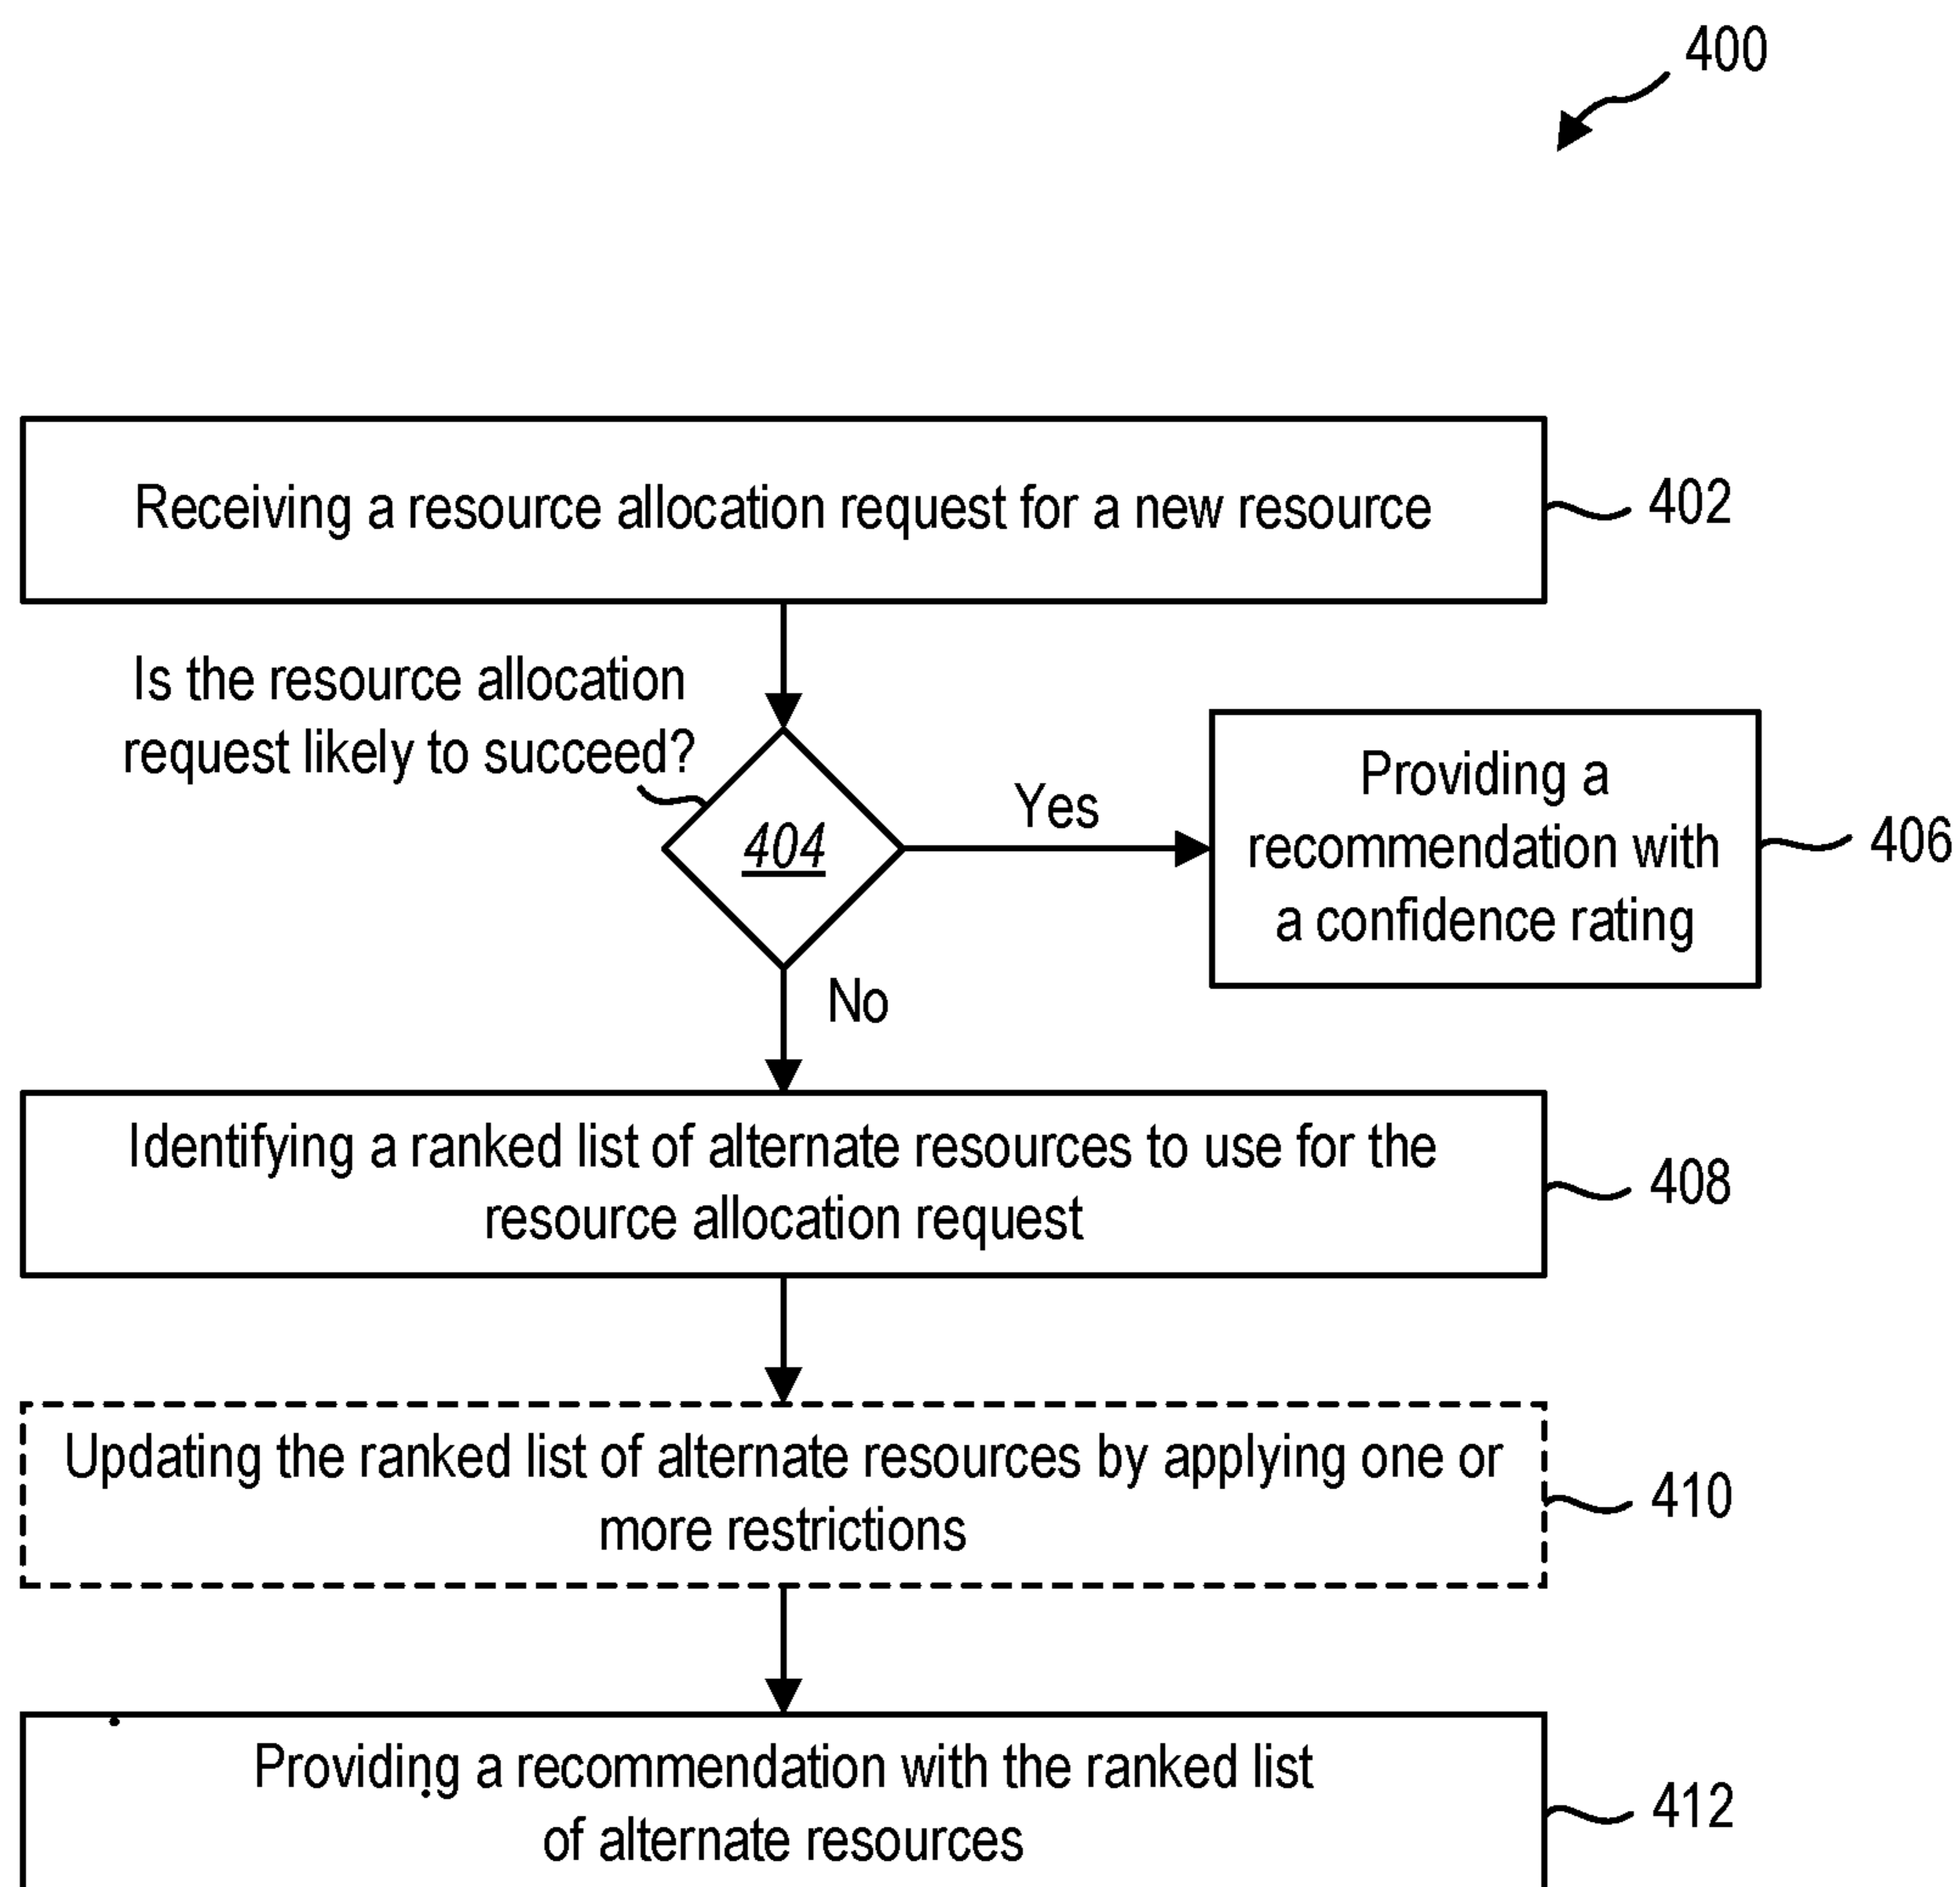 400
Receiving a resource allocation request for a new resource
402
Is the resource allocation
request likely to succeed?
404
Yes
Providing a
recommendation with
a confidence rating
406
No
Identifying a ranked list of alternate resources to use for the
resource allocation request
408
Updating the ranked list of alternate resources by applying one or
more restrictions
410
Providing a recommendation with the ranked list
of alternate resources
412